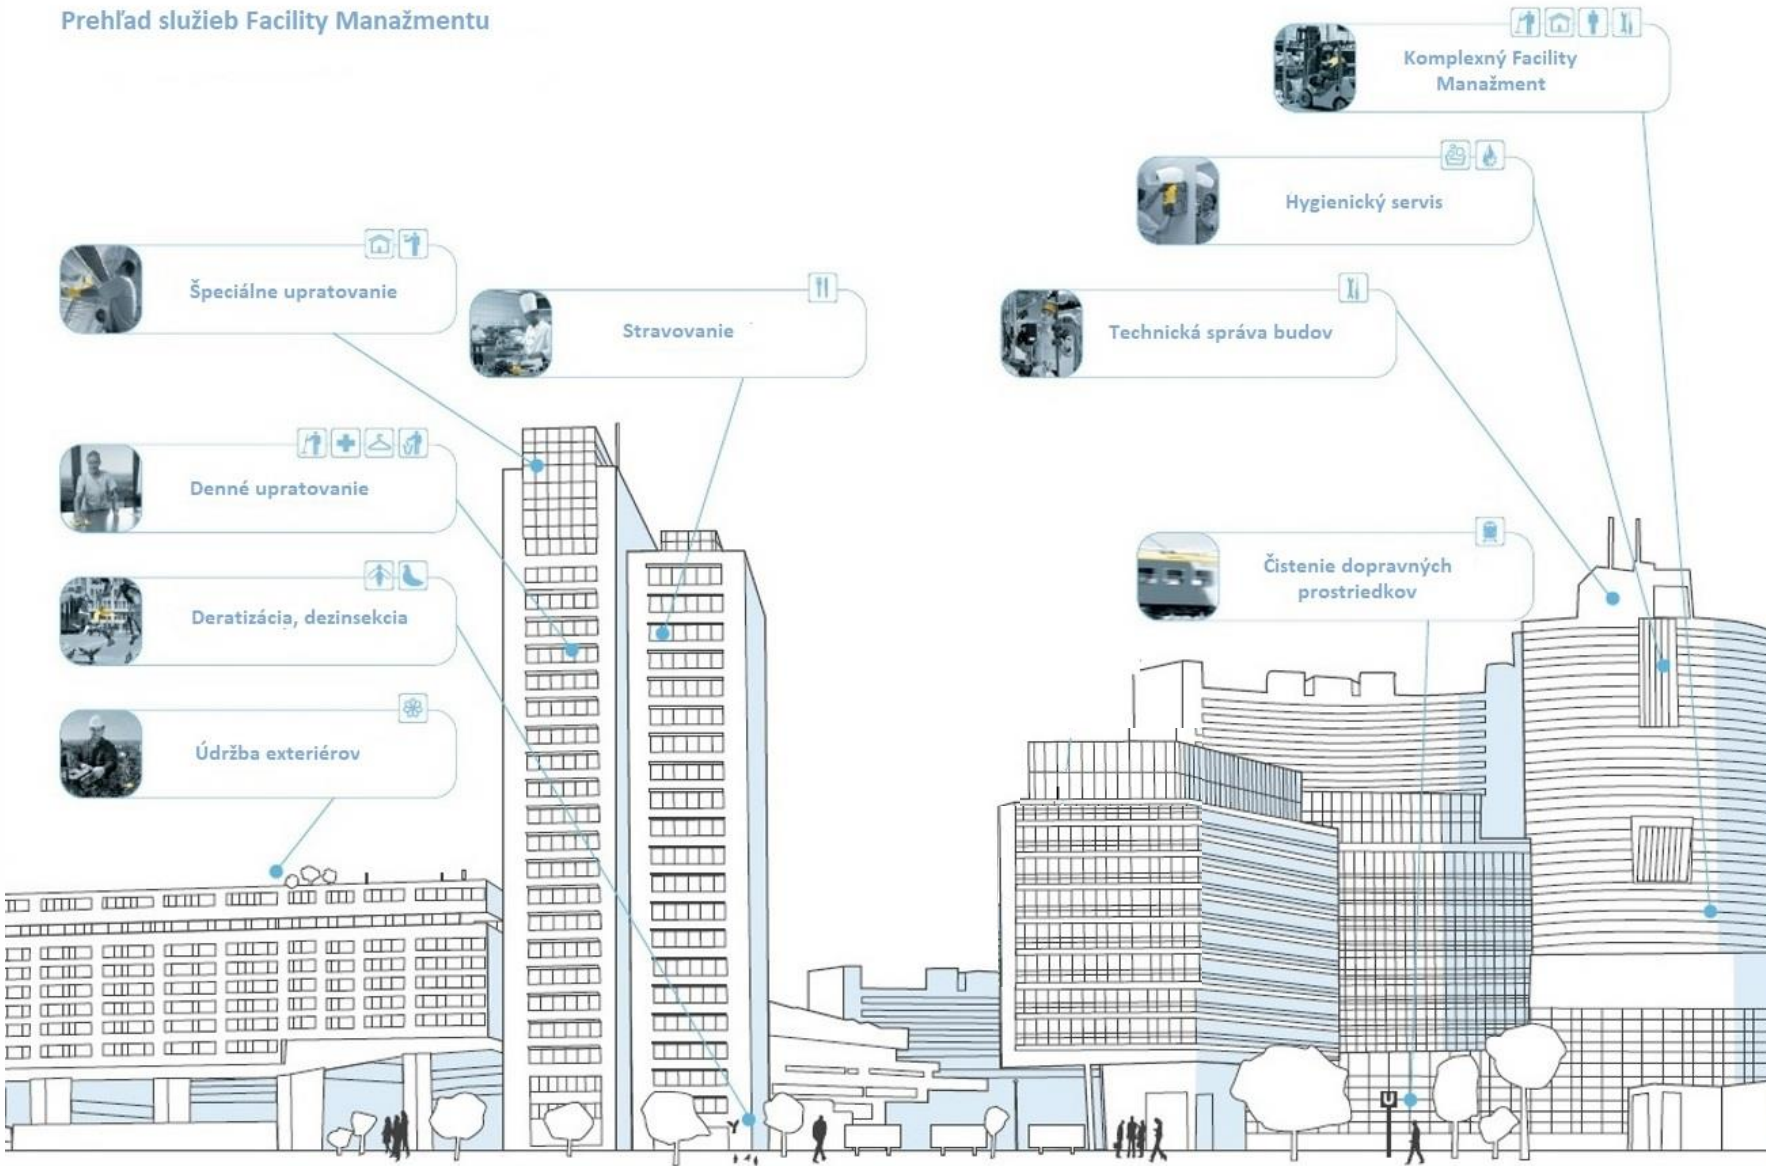 Prehľad služieb Facility Manažmentu
Komplexný Facility
Manažment
Hygienický servis
Špeciálne upratovanie
Stravovanie
Technická správa budov
Denné upratovanie
Čistenie dopravných
prostriedkov
Deratizácia, dezinsekcia
Údržba exteriérov
U